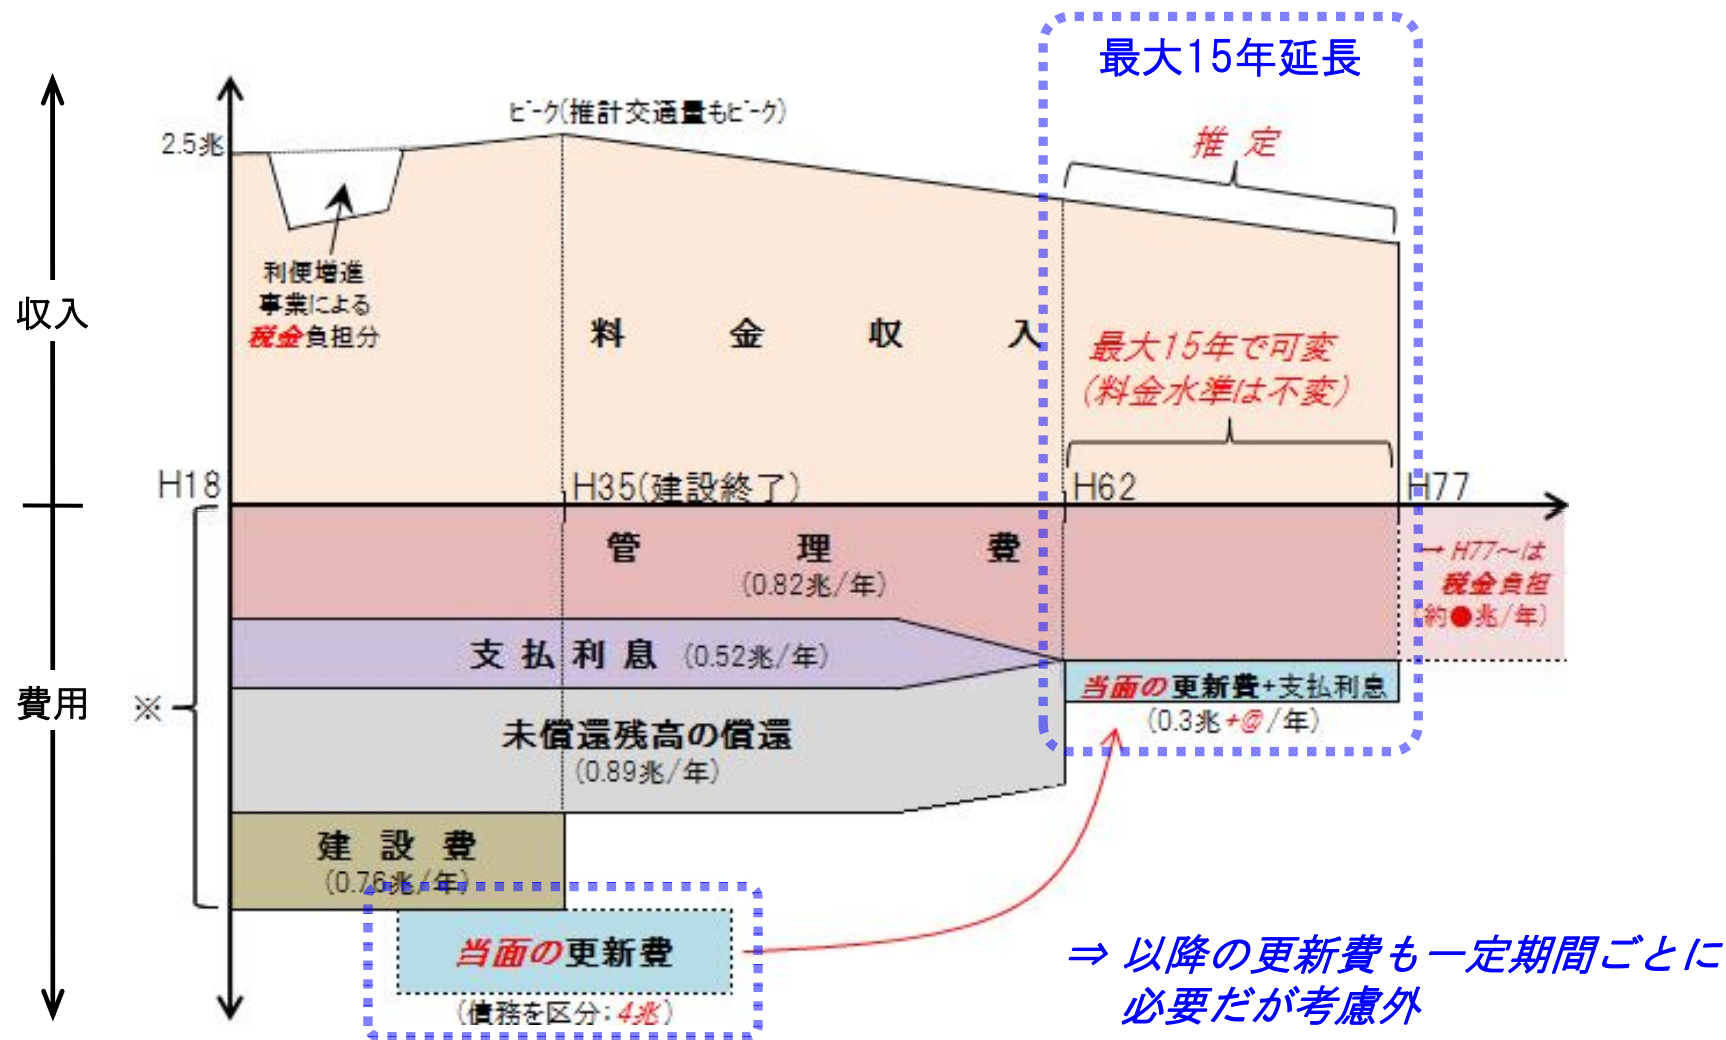 最大15年延長
ピーク(推計交通量もピーク)
2.5兆
推 定
利便増進
事業による
税金負担分
収入
料 金 収 入
最大15年で可変
(料金水準は不変)
H18
H35(建設終了)
H62
H77
管 理 費
(0.82兆/年)
→ H77～は
税金負担
(約●兆/年)
支 払 利 息 (0.52兆/年)
費用
※
当面の更新費+支払利息
(0.3兆+@/年)
未償還残高の償還
(0.89兆/年)
建 設 費
(0.76兆/年)
当面の更新費
(債務を区分:4兆)
⇒ 以降の更新費も一定期間ごとに
必要だが考慮外